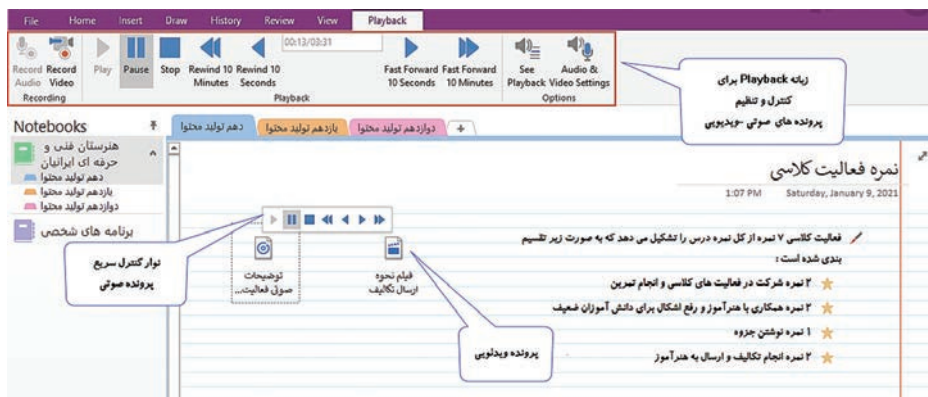 File Home Insert Draw History Review View Playback
00:13/03:31
Record Audio Record Video Play Pause Stop Rewind 10 Minutes Rewind 10 Seconds Fast Forward 10 Seconds Fast Forward 10 Minutes See Playback Audio & Video Settings
Recording Playback Options
زبانه Playback برای
کنترل و تنظیم
پرونده های صوتی -ویدیویی
Notebooks
دهم تولید محتوا یازدهم تولید محتوا دوازدهم تولید محتوا +
هنرستان فنی و
حرفه ای ایرانیان
دهم تولید محتوا
یازدهم تولید محتوا
دوازدهم تولید محتوا
برنامه های شخصی
نمره فعالیت کلاسی
1:07 PM Saturday, January 9, 2021
فعالیت کلاسی ۷ نمره از کل نمره درس را تشکیل می دهد که به صورت زیر تقسیم
بندی شده است :
۲ نمره شرکت در فعالیت های کلاسی و انجام تمرین
۲ نمره همکاری با هنرآموز و رفع اشکال برای دانش آموزان ضعیف
۱ نمره نوشتن جزوه
۲ نمره انجام تکالیف و ارسال به هنرآموز
توضیحات
صوتی فعالیت...
فیلم نحوه
ارسال تکالیف
نوار کنترل سریع
پرونده صوتی
پرونده ویدئویی